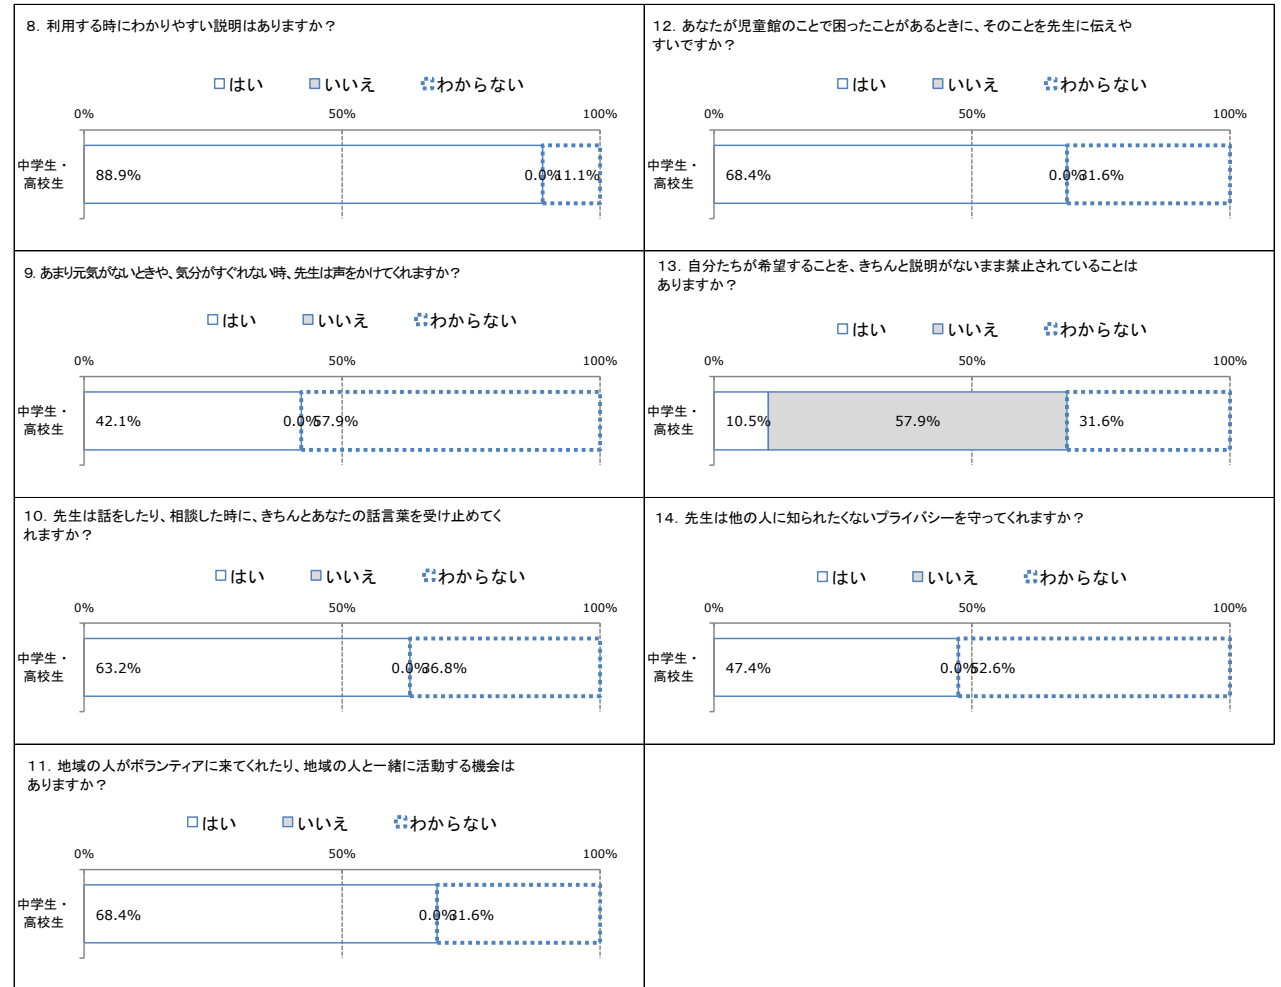 8．利用する時にわかりやすい説明はありますか？
はい いいえ わからない
0% 50% 100%
中学生・
高校生
88.9% 0.0% 11.1%
9．あまり元気がないときや、気分がすぐれない時、先生は声をかけてくれますか？
はい いいえ わからない
0% 50% 100%
中学生・
高校生
42.1% 0.0% 57.9%
10．先生は話をしたり、相談した時に、きちんとあなたの話言葉を受け止めてく
れますか？
はい いいえ わからない
0% 50% 100%
中学生・
高校生
63.2% 0.0% 36.8%
11．地域の人がボランティアに来てくれたり、地域の人と一緒に活動する機会は
ありますか？
はい いいえ わからない
0% 50% 100%
中学生・
高校生
68.4% 0.0% 31.6%
12．あなたが児童館のことで困ったことがあるときに、そのことを先生に伝えや
すいですか？
はい いいえ わからない
0% 50% 100%
中学生・
高校生
68.4% 0.0% 31.6%
13．自分たちが希望することを、きちんと説明がないまま禁止されていることは
ありますか？
はい いいえ わからない
0% 50% 100%
中学生・
高校生
10.5% 57.9% 31.6%
14．先生は他の人に知られたくないプライバシーを守ってくれますか？
はい いいえ わからない
0% 50% 100%
中学生・
高校生
47.4% 0.0% 52.6%